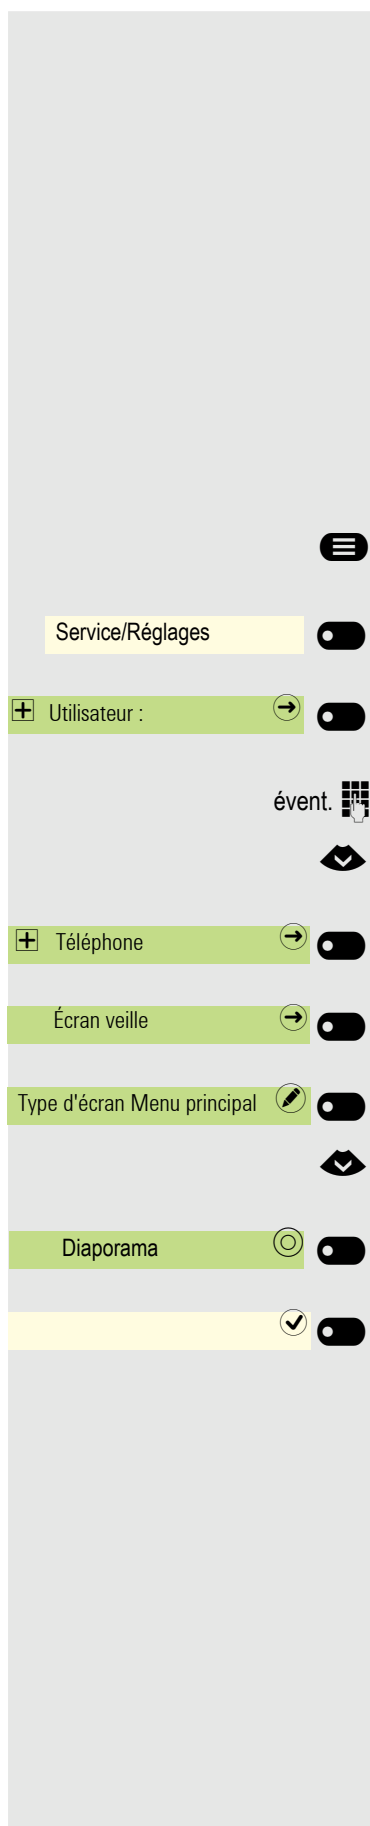 Service/Réglages
Utilisateur :
évent.
Téléphone
Écran veille
Type d'écran Menu principal
Diaporama